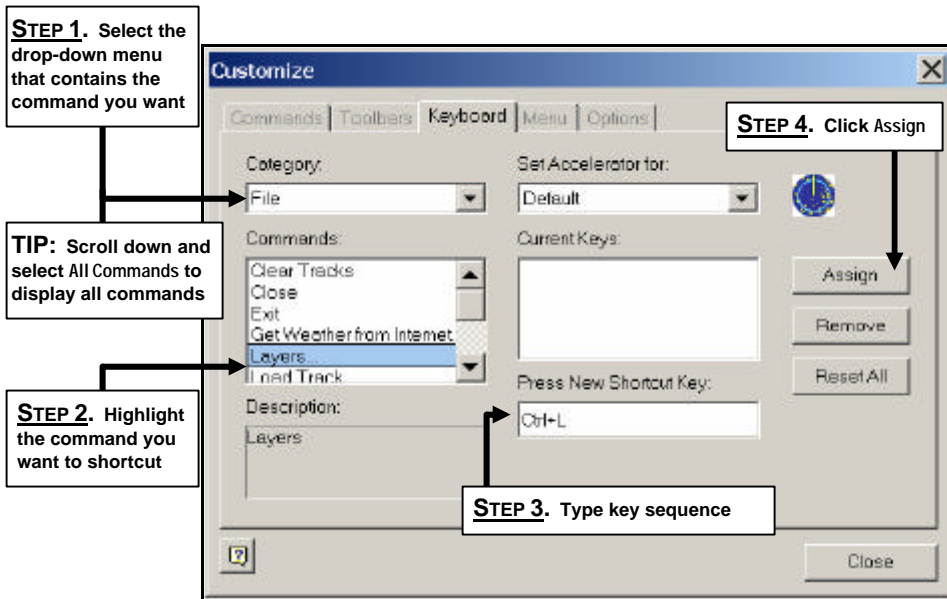 STEP 1. Select the
drop-down menu
that contains the
command you want
TIP: Scroll down and
select All Commands to
display all commands
STEP 2. Highlight
the command you
want to shortcut
Customize
Commands Toolbars Keyboard Menu Options
STEP 4. Click Assign
Category:
File
Set Accelerator for:
Default
Commands:
Clear Tracks
Close
Exit
Get Weather from Internet
Layers...
Load Track
Current Keys:
Assign
Remove
Reset All
Press New Shortcut Key:
Ctrl+L
Description:
Layers
STEP 3. Type key sequence
?
Close